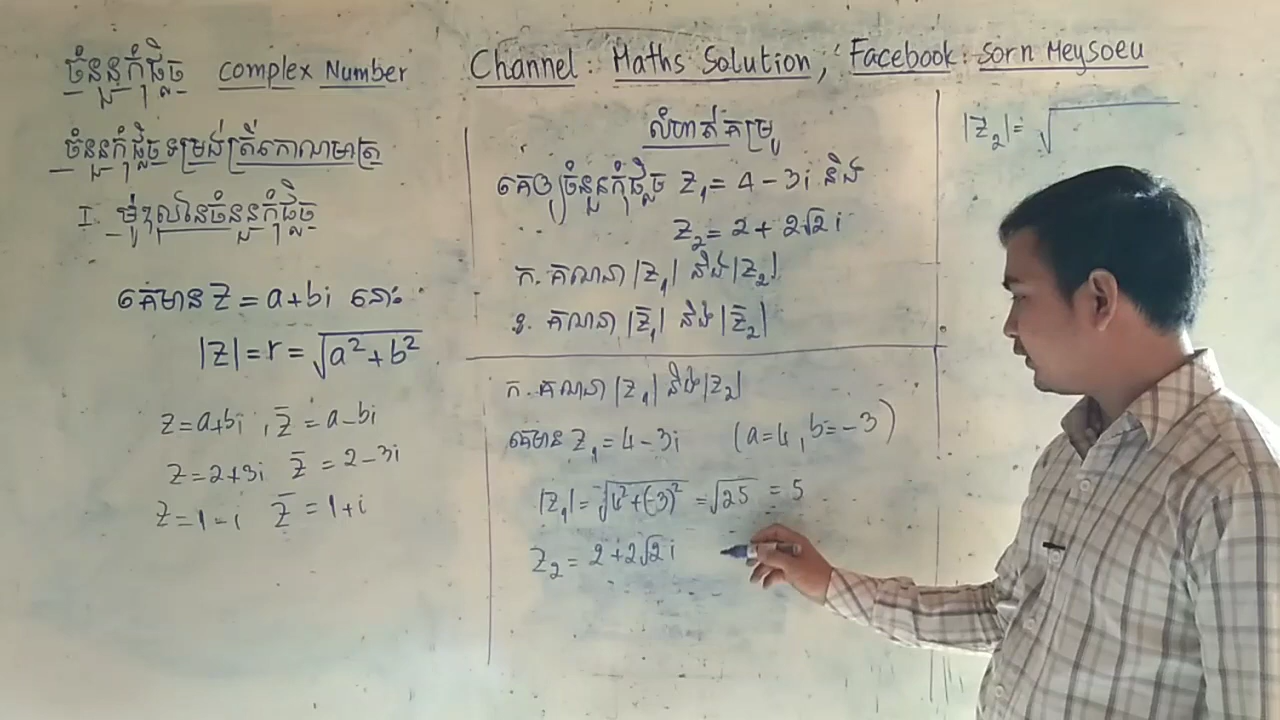 ចំនួនកុំផ្លិច Complex Number
Channel: Maths Solution, Facebook: Sorn Meysoeu
ចំនួនកុំផ្លិចទម្រង់ត្រីកោណមាត្រ
I. ម៉ូឌុលនៃចំនួនកុំផ្លិច
គេមាន z = a+bi នោះ
|z| = r = √(a²+b²)
z = a+bi , z̄ = a-bi
z = 2+3i z̄ = 2-3i
z = 1-i z̄ = 1+i
លំហាត់គម្រូ
គេឲ្យចំនួនកុំផ្លិច z₁ = 4-3i និង
z₂ = 2+2√2 i
ក. គណនា |z₁| និង |z₂|
ខ. គណនា |z̄₁| និង |z̄₂|
ក. គណនា |z₁| និង |z₂|
គេមាន z₁ = 4-3i (a=4, b=-3)
|z₁| = √(4²+(-3)²) = √25 = 5
z₂ = 2+2√2 i
|z₂| = √